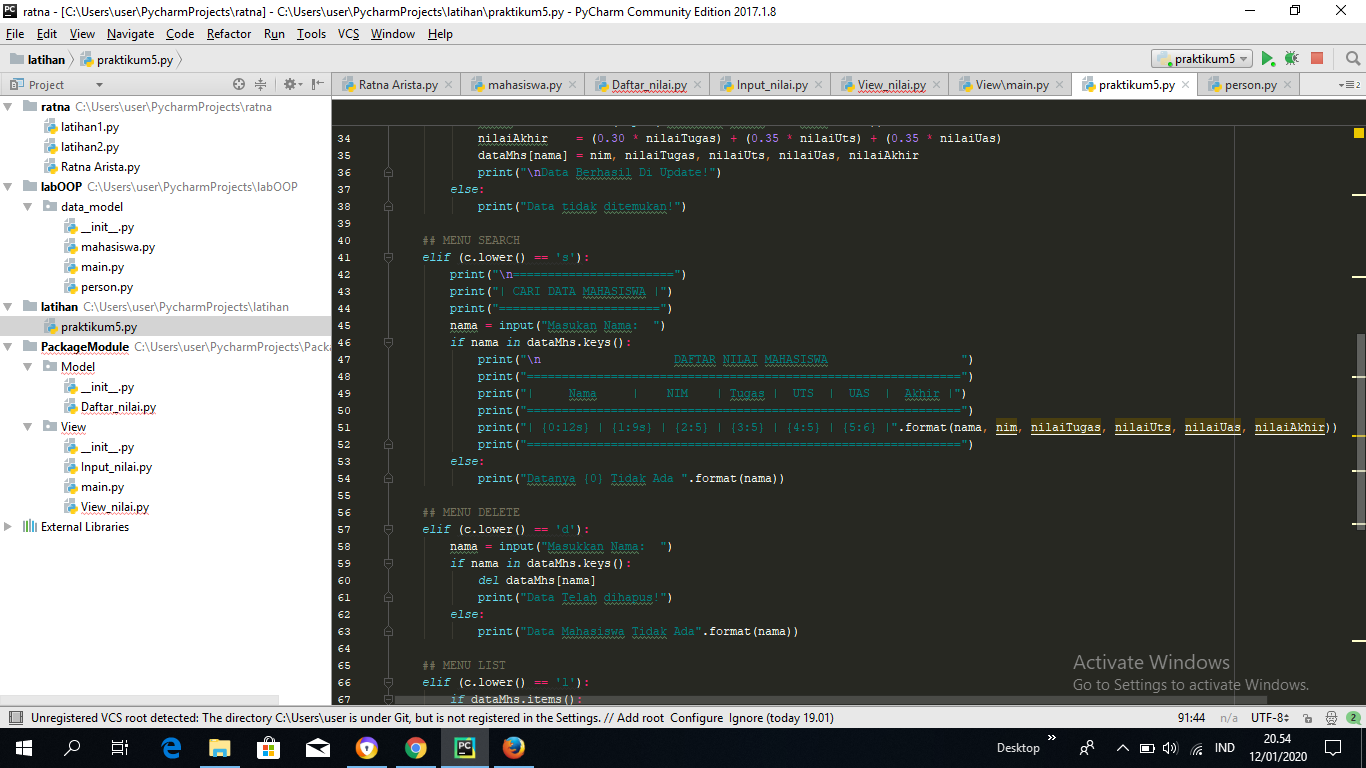 ratna - [C:\Users\user\PycharmProjects\ratna] - C:\Users\user\PycharmProjects\latihan\praktikum5.py - PyCharm Community Edition 2017.1.8
File Edit View Navigate Code Refactor Run Tools VCS Window Help
latihan praktikum5.py praktikum5
Project Ratna Arista.py mahasiswa.py Daftar_nilai.py Input_nilai.py View_nilai.py View\main.py praktikum5.py person.py
ratna C:\Users\user\PycharmProjects\ratna
latihan1.py
latihan2.py
Ratna Arista.py
labOOP C:\Users\user\PycharmProjects\labOOP
data_model
__init__.py
mahasiswa.py
main.py
person.py
latihan C:\Users\user\PycharmProjects\latihan
praktikum5.py
PackageModule C:\Users\user\PycharmProjects\Packa
Model
__init__.py
Daftar_nilai.py
View
__init__.py
Input_nilai.py
main.py
View_nilai.py
External Libraries
34 nilaiAkhir = (0.30 * nilaiTugas) + (0.35 * nilaiUts) + (0.35 * nilaiUas)
35 dataMhs[nama] = nim, nilaiTugas, nilaiUts, nilaiUas, nilaiAkhir
36 print("\nData Berhasil Di Update!")
37 else:
38 print("Data tidak ditemukan!")
39
40 ## MENU SEARCH
41 elif (c.lower() == 's'):
42 print("\n=======================")
43 print("| CARI DATA MAHASISWA |")
44 print("=======================")
45 nama = input("Masukan Nama:  ")
46 if nama in dataMhs.keys():
47 print("\n                   DAFTAR NILAI MAHASISWA                   ")
48 print("==============================================================")
49 print("|     Nama     |    NIM    | Tugas |  UTS  |  UAS  |  Akhir |")
50 print("==============================================================")
51 print("| {0:12s} | {1:9s} | {2:5} | {3:5} | {4:5} | {5:6} |".format(nama, nim, nilaiTugas, nilaiUts, nilaiUas, nilaiAkhir))
52 print("==============================================================")
53 else:
54 print("Datanya {0} Tidak Ada ".format(nama))
55
56 ## MENU DELETE
57 elif (c.lower() == 'd'):
58 nama = input("Masukkan Nama:  ")
59 if nama in dataMhs.keys():
60 del dataMhs[nama]
61 print("Data Telah dihapus!")
62 else:
63 print("Data Mahasiswa Tidak Ada".format(nama))
64
65 ## MENU LIST
66 elif (c.lower() == 'l'):
67 if dataMhs.items():
Activate Windows
Go to Settings to activate Windows.
Unregistered VCS root detected: The directory C:\Users\user is under Git, but is not registered in the Settings. // Add root Configure Ignore (today 19.01) 91:44 n/a UTF-8 2
Desktop IND 20.54
12/01/2020